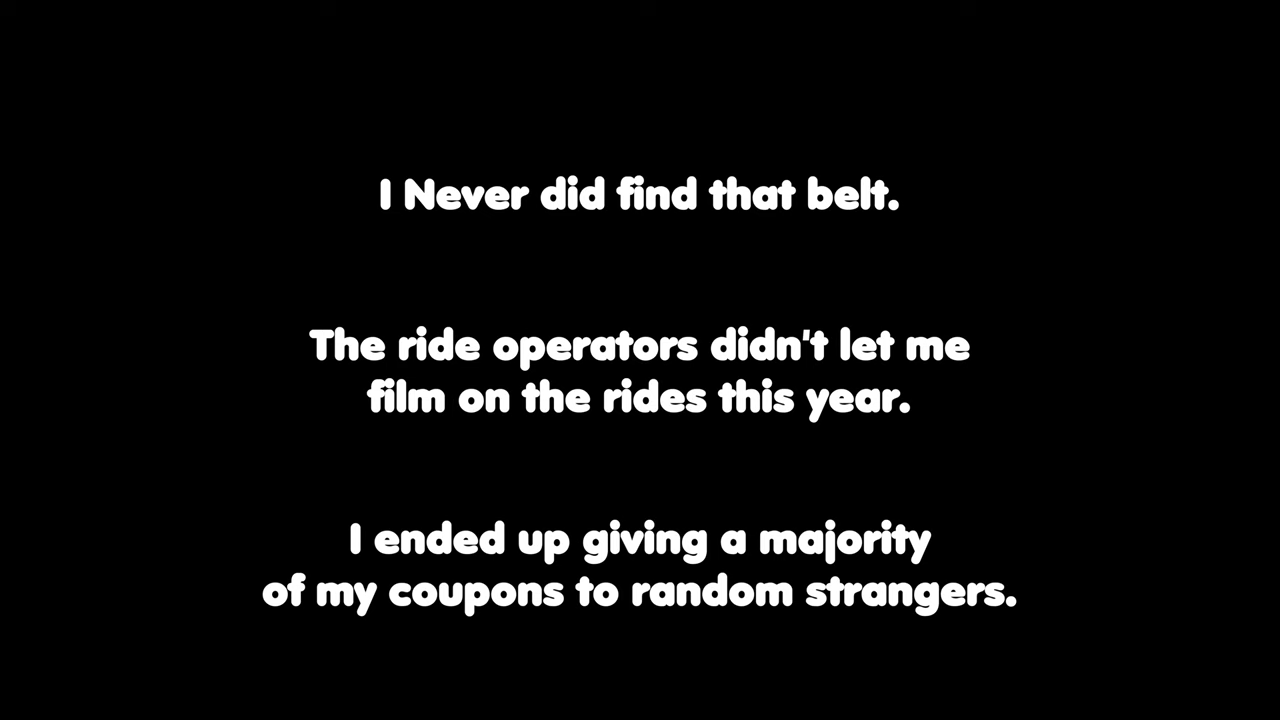 I Never did find that belt.
The ride operators didn't let me
film on the rides this year.
I ended up giving a majority
of my coupons to random strangers.